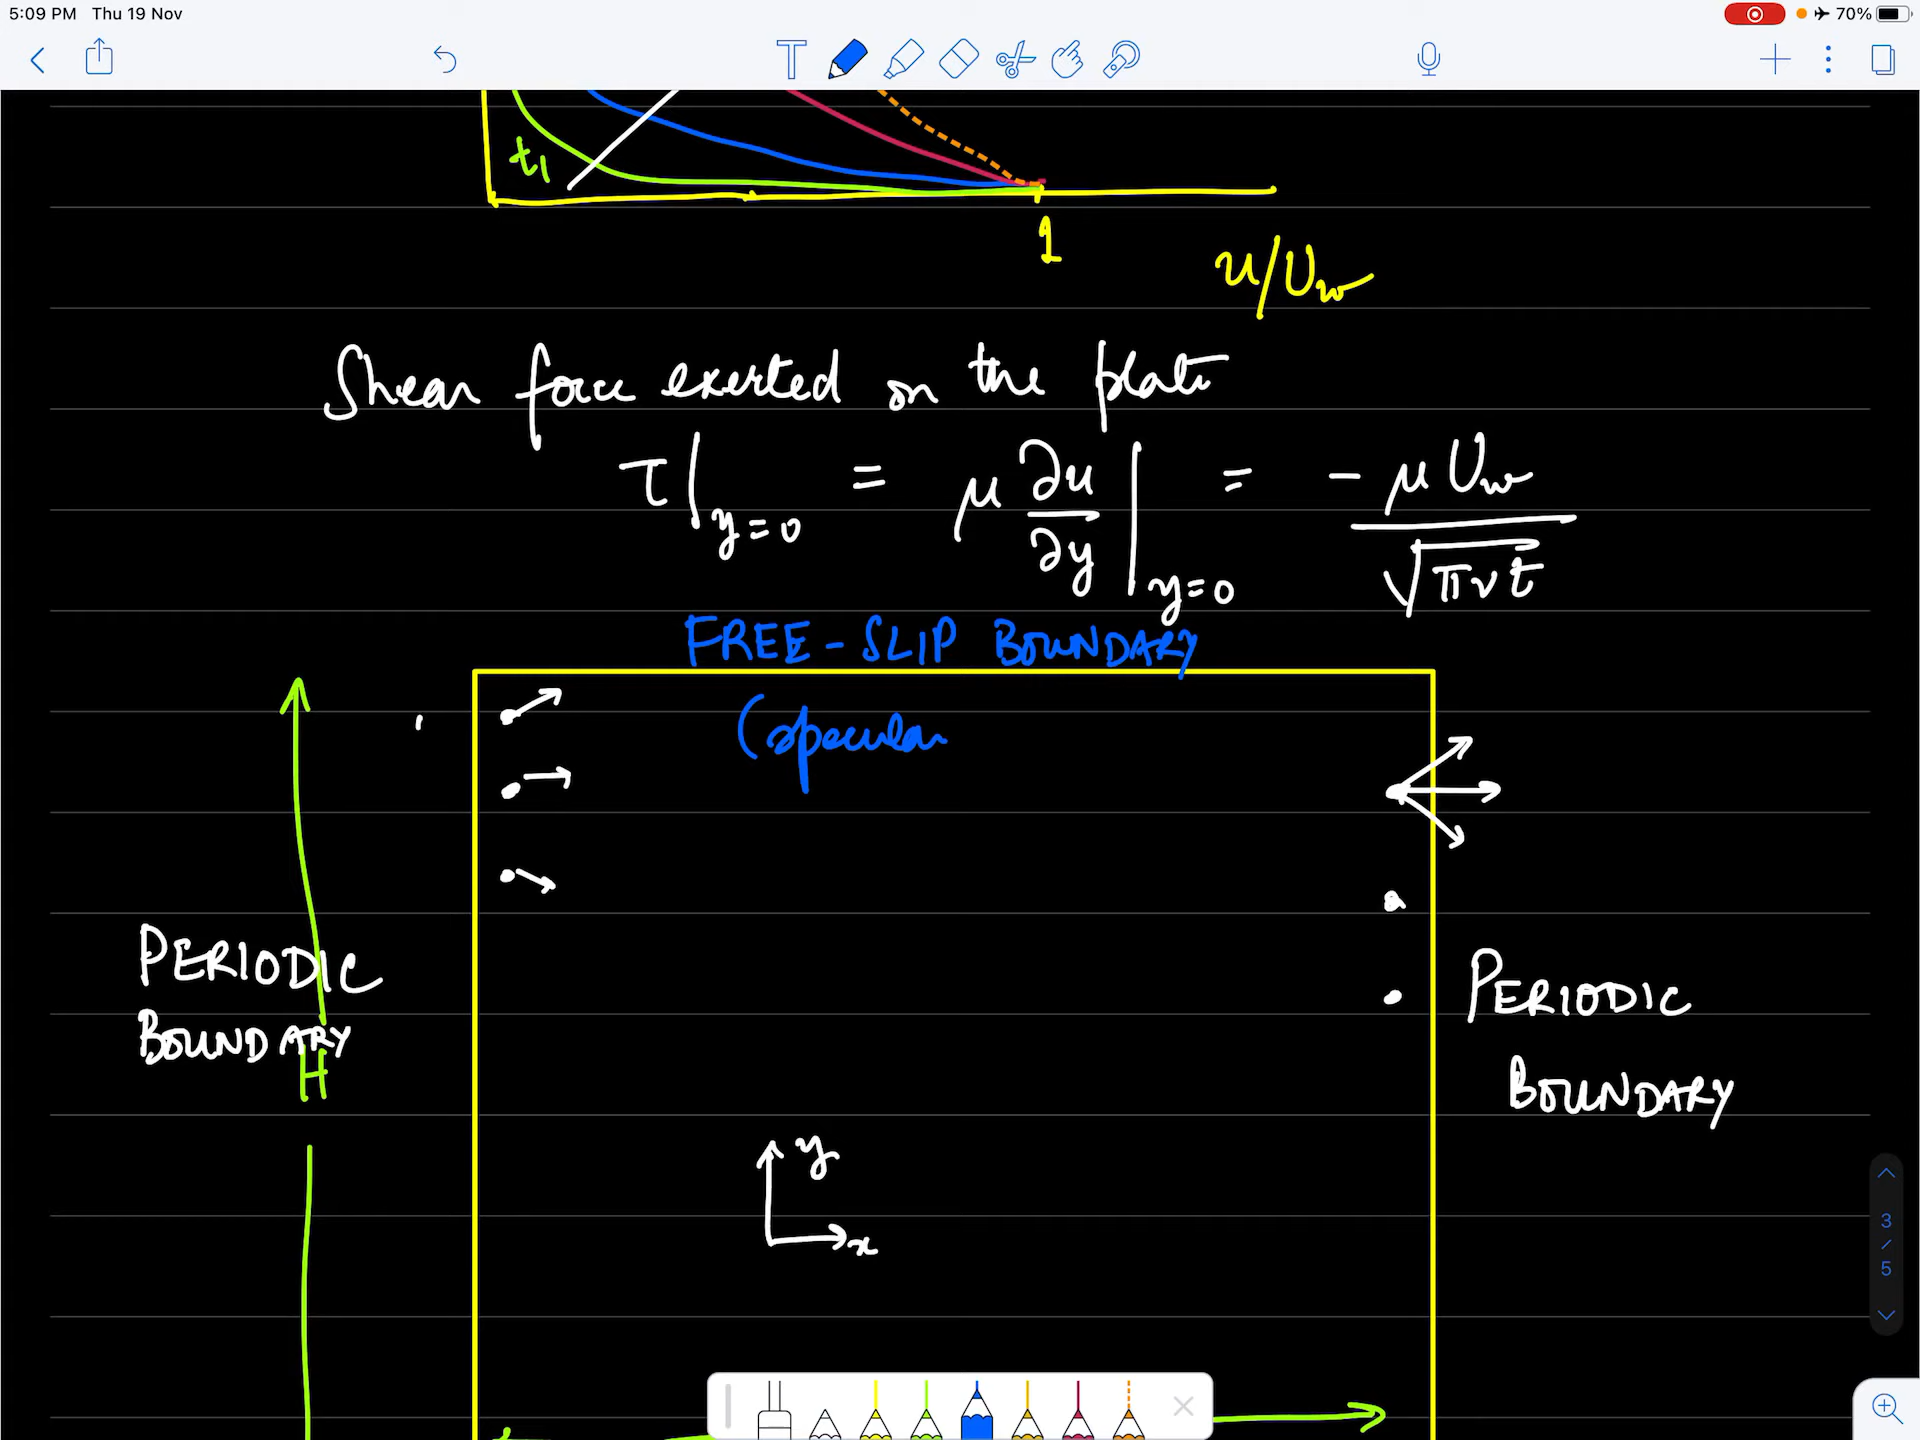 5:09 PM Thu 19 Nov
70%
T
t1
1
u/Uw
Shear force exerted on the plate
τ|y=0 = μ ∂u/∂y |y=0 = -μUw/√πνt
FREE-SLIP BOUNDARY
(specular
PERIODIC
BOUNDARY
H
PERIODIC
BOUNDARY
y
x
3
/
5